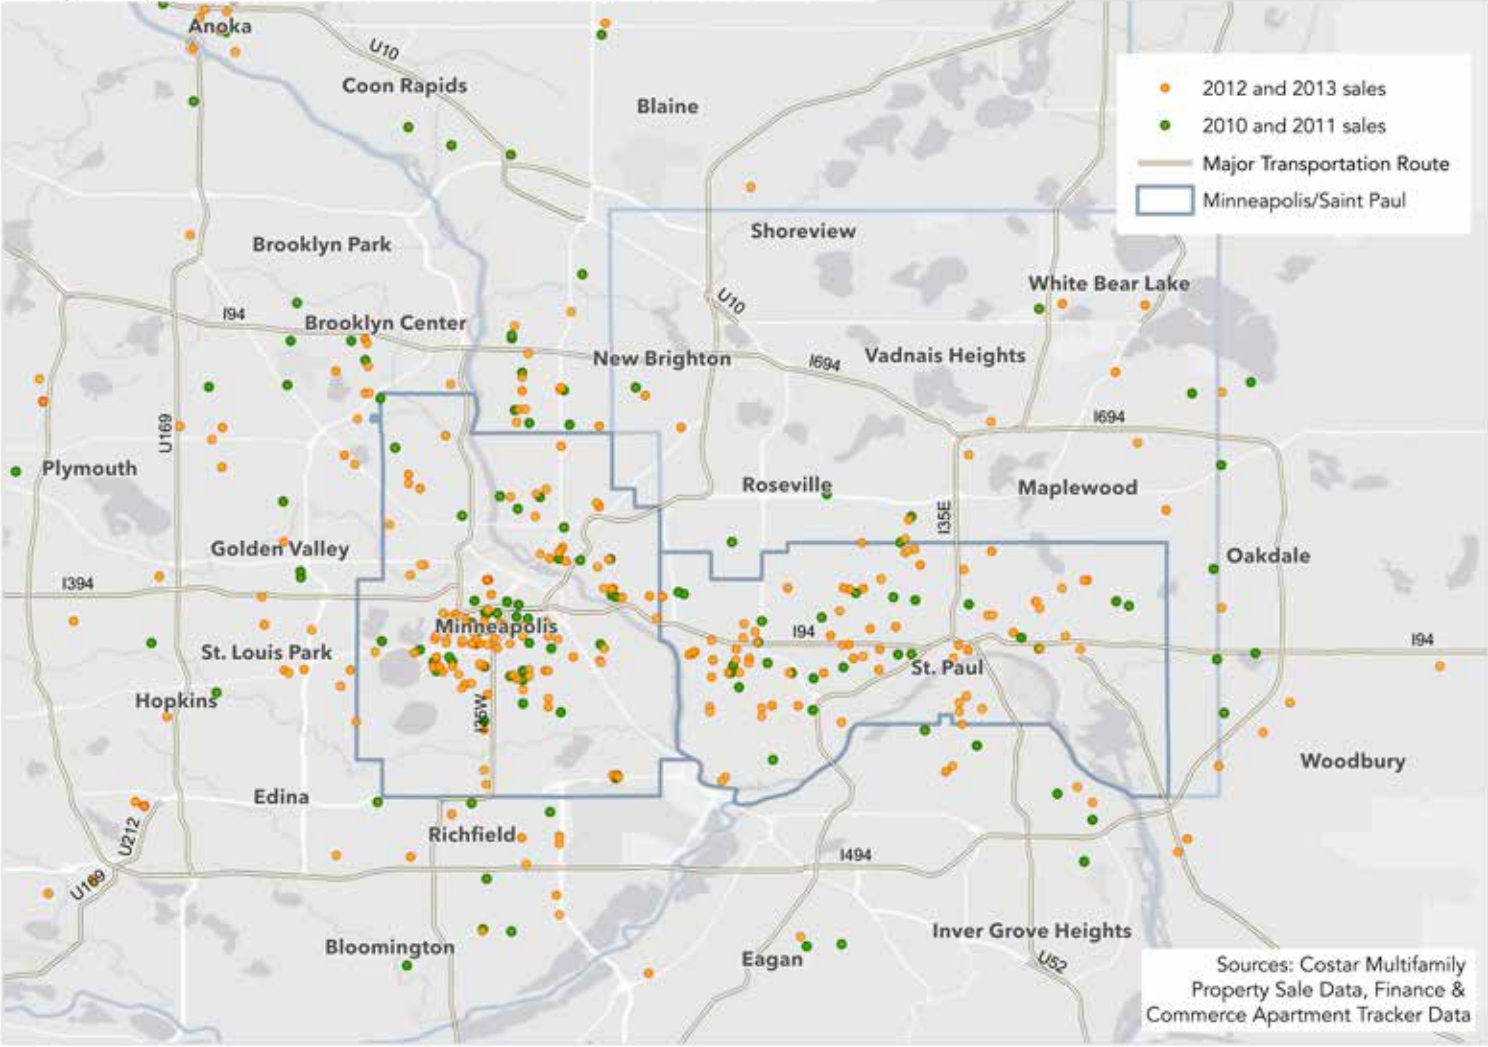 Anoka
U10
Coon Rapids
Blaine
2012 and 2013 sales
2010 and 2011 sales
Major Transportation Route
Minneapolis/Saint Paul
Shoreview
Brooklyn Park
White Bear Lake
U10
I94
Brooklyn Center
New Brighton
I694
Vadnais Heights
I694
U169
Plymouth
Roseville
Maplewood
I35E
Golden Valley
Oakdale
I394
Minneapolis
I94
I94
St. Louis Park
St. Paul
Hopkins
I35W
Woodbury
Edina
U212
Richfield
I494
U169
Inver Grove Heights
Bloomington
Eagan
U52
Sources: Costar Multifamily
Property Sale Data, Finance &
Commerce Apartment Tracker Data